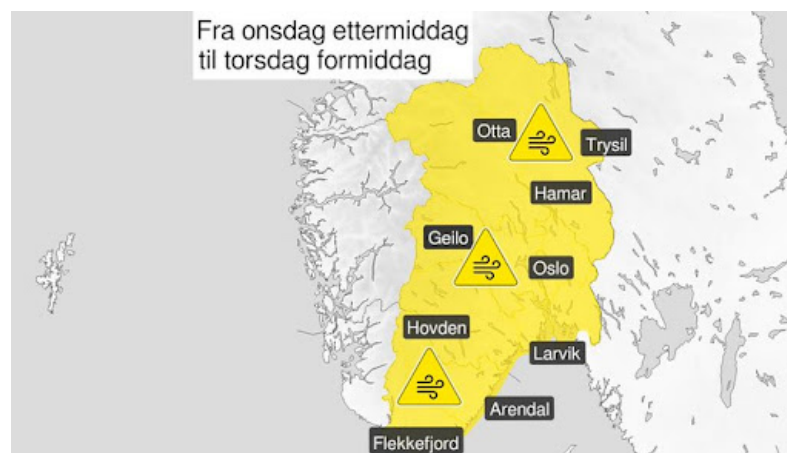 Fra onsdag ettermiddag
til torsdag formiddag
Otta
Trysil
Hamar
Geilo
Oslo
Hovden
Larvik
Arendal
Flekkefjord